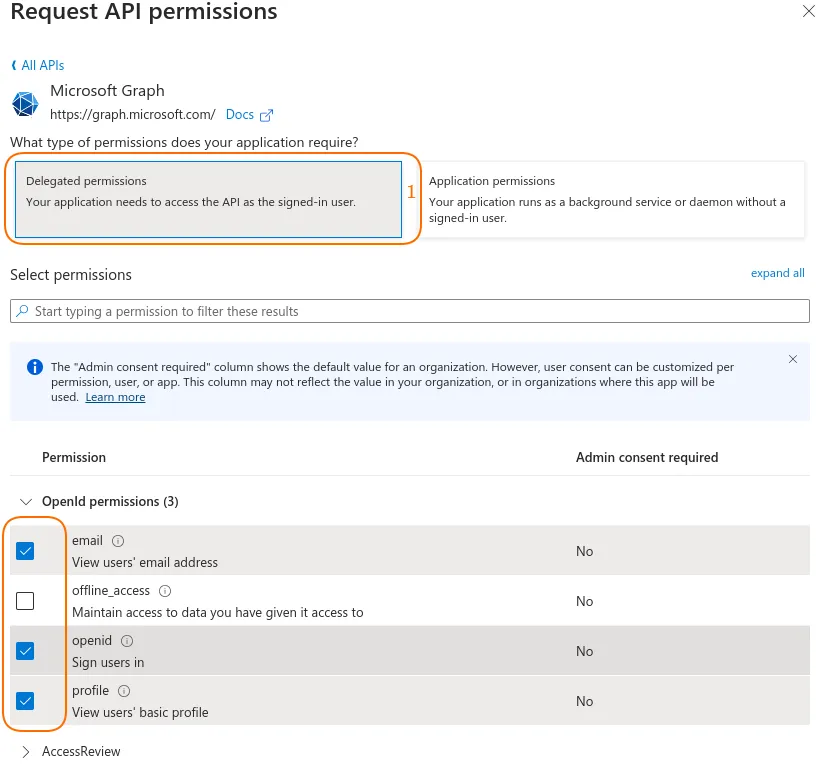 Request API permissions
All APIs
Microsoft Graph
https://graph.microsoft.com/ Docs
What type of permissions does your application require?
Delegated permissions
Your application needs to access the API as the signed-in user.
1
Application permissions
Your application runs as a background service or daemon without a
signed-in user.
Select permissions
expand all
Start typing a permission to filter these results
The "Admin consent required" column shows the default value for an organization. However, user consent can be customized per
permission, user, or app. This column may not reflect the value in your organization, or in organizations where this app will be
used. Learn more
Permission
Admin consent required
OpenId permissions (3)
email
View users' email address
No
offline_access
Maintain access to data you have given it access to
No
openid
Sign users in
No
profile
View users' basic profile
No
AccessReview